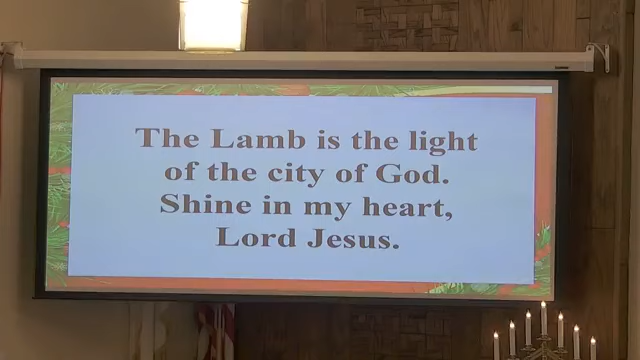 The Lamb is the light
of the city of God.
Shine in my heart,
Lord Jesus.